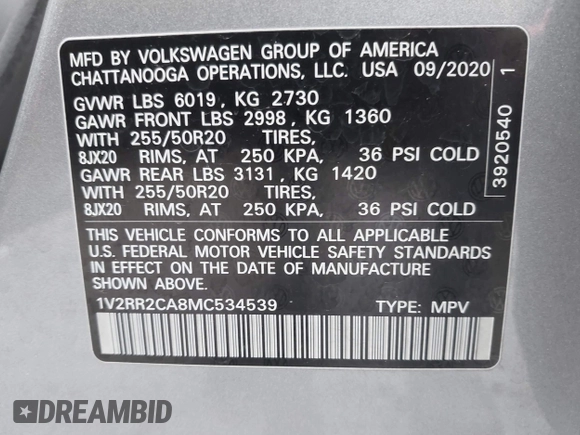 MFD BY VOLKSWAGEN GROUP OF AMERICA
CHATTANOOGA OPERATIONS, LLC. USA 09/2020
GVWR LBS 6019, KG 2730
GAWR FRONT LBS 2998, KG 1360
WITH 255/50R20 TIRES,
8JX20 RIMS, AT 250 KPA, 36 PSI COLD
GAWR REAR LBS 3131, KG 1420
WITH 255/50R20 TIRES,
8JX20 RIMS, AT 250 KPA, 36 PSI COLD
THIS VEHICLE CONFORMS TO ALL APPLICABLE
U.S. FEDERAL MOTOR VEHICLE SAFETY STANDARDS
IN EFFECT ON THE DATE OF MANUFACTURE
SHOWN ABOVE.
1V2RR2CA8MC534539 TYPE: MPV
3920540 1
DREAMBID